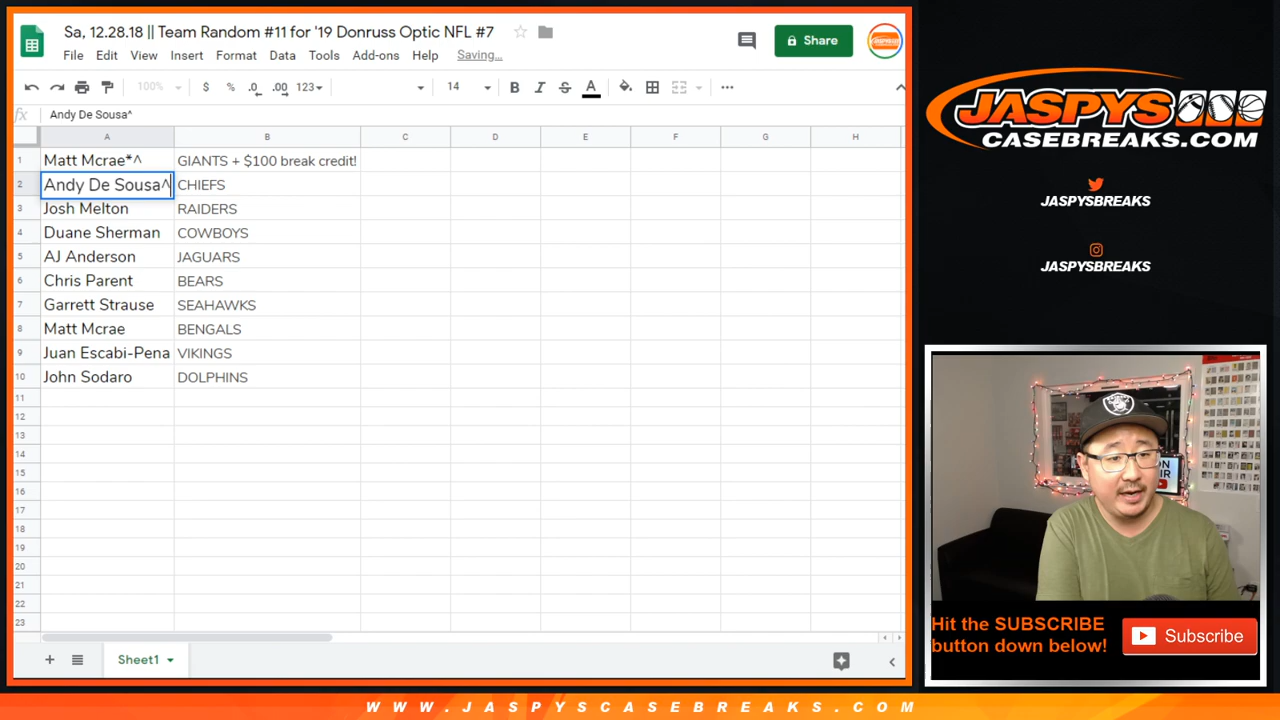 Sa, 12.28.18 || Team Random #11 for '19 Donruss Optic NFL #7
File Edit View Insert Format Data Tools Add-ons Help Saving...
Share
100% $ % .0 .00 123 14 B I S A
fx Andy De Sousa^
A B C D E F G H
1 Matt Mcrae*^ GIANTS + $100 break credit!
2 Andy De Sousa^ CHIEFS
3 Josh Melton RAIDERS
4 Duane Sherman COWBOYS
5 AJ Anderson JAGUARS
6 Chris Parent BEARS
7 Garrett Strause SEAHAWKS
8 Matt Mcrae BENGALS
9 Juan Escabi-Pena VIKINGS
10 John Sodaro DOLPHINS
11
12
13
14
15
16
17
18
19
20
21
22
23
Sheet1
JASPYS
CASEBREAKS.COM
JASPYSBREAKS
JASPYSBREAKS
Hit the SUBSCRIBE
button down below!
Subscribe
WWW.JASPYSCASEBREAKS.COM